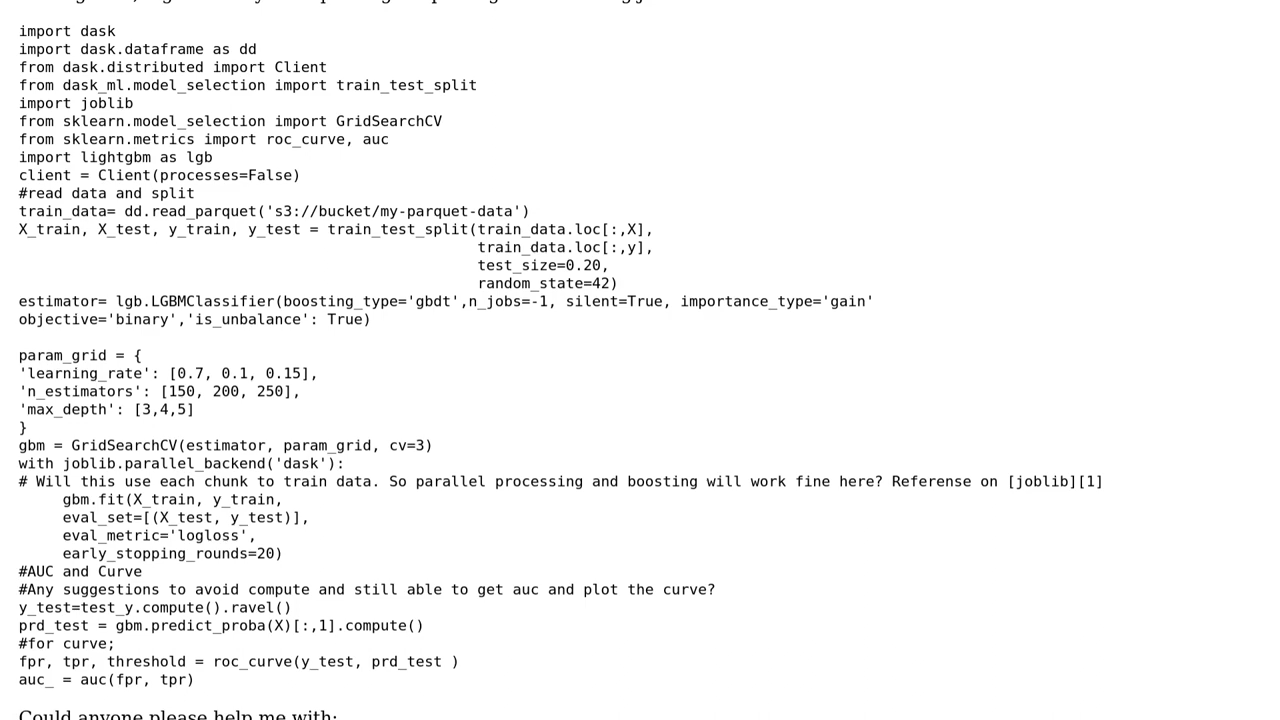 import dask
import dask.dataframe as dd
from dask.distributed import Client
from dask_ml.model_selection import train_test_split
import joblib
from sklearn.model_selection import GridSearchCV
from sklearn.metrics import roc_curve, auc
import lightgbm as lgb
client = Client(processes=False)
#read data and split
train_data= dd.read_parquet('s3://bucket/my-parquet-data')
X_train, X_test, y_train, y_test = train_test_split(train_data.loc[:,X],
                                                    train_data.loc[:,y],
                                                    test_size=0.20,
                                                    random_state=42)
estimator= lgb.LGBMClassifier(boosting_type='gbdt',n_jobs=-1, silent=True, importance_type='gain'
objective='binary','is_unbalance': True)

param_grid = {
'learning_rate': [0.7, 0.1, 0.15],
'n_estimators': [150, 200, 250],
'max_depth': [3,4,5]
}
gbm = GridSearchCV(estimator, param_grid, cv=3)
with joblib.parallel_backend('dask'):
# Will this use each chunk to train data. So parallel processing and boosting will work fine here? Referense on [joblib][1]
     gbm.fit(X_train, y_train,
     eval_set=[(X_test, y_test)],
     eval_metric='logloss',
     early_stopping_rounds=20)
#AUC and Curve
#Any suggestions to avoid compute and still able to get auc and plot the curve?
y_test=test_y.compute().ravel()
prd_test = gbm.predict_proba(X)[:,1].compute()
#for curve;
fpr, tpr, threshold = roc_curve(y_test, prd_test )
auc_ = auc(fpr, tpr)

Could anyone please help me with: